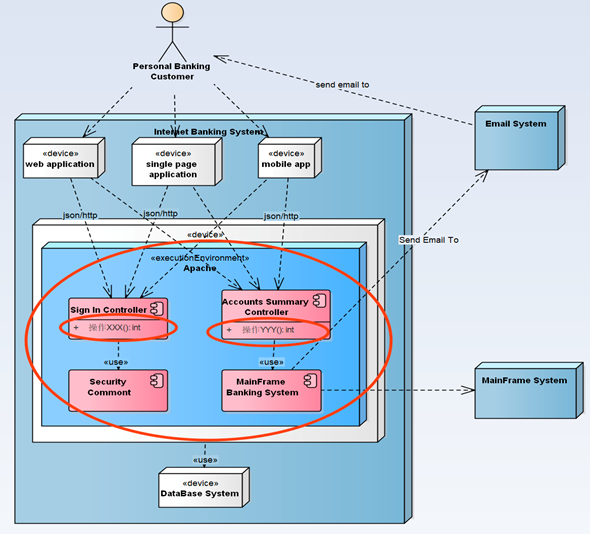 Personal Banking
Customer
send email to
Email System
Internet Banking System
«device»
web application
«device»
single page
application
«device»
mobile app
json/http
json/http
json/http
«device»
Send Email To
«executionEnvironment»
Apache
Sign In Controller
+ 操作XXX(): int
Accounts Summary
Controller
+ 操作YYY(): int
«use»
«use»
Security
Commont
MainFrame
Banking System
MainFrame System
«use»
«device»
DataBase System